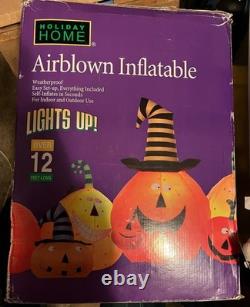 HOLIDAY
HOME®
Airblown Inflatable
Weatherproof
Easy Set-up, Everything Included
Self-Inflates in Seconds
For Indoor and Outdoor Use
LIGHTS UP!
OVER
12
FEET LONG